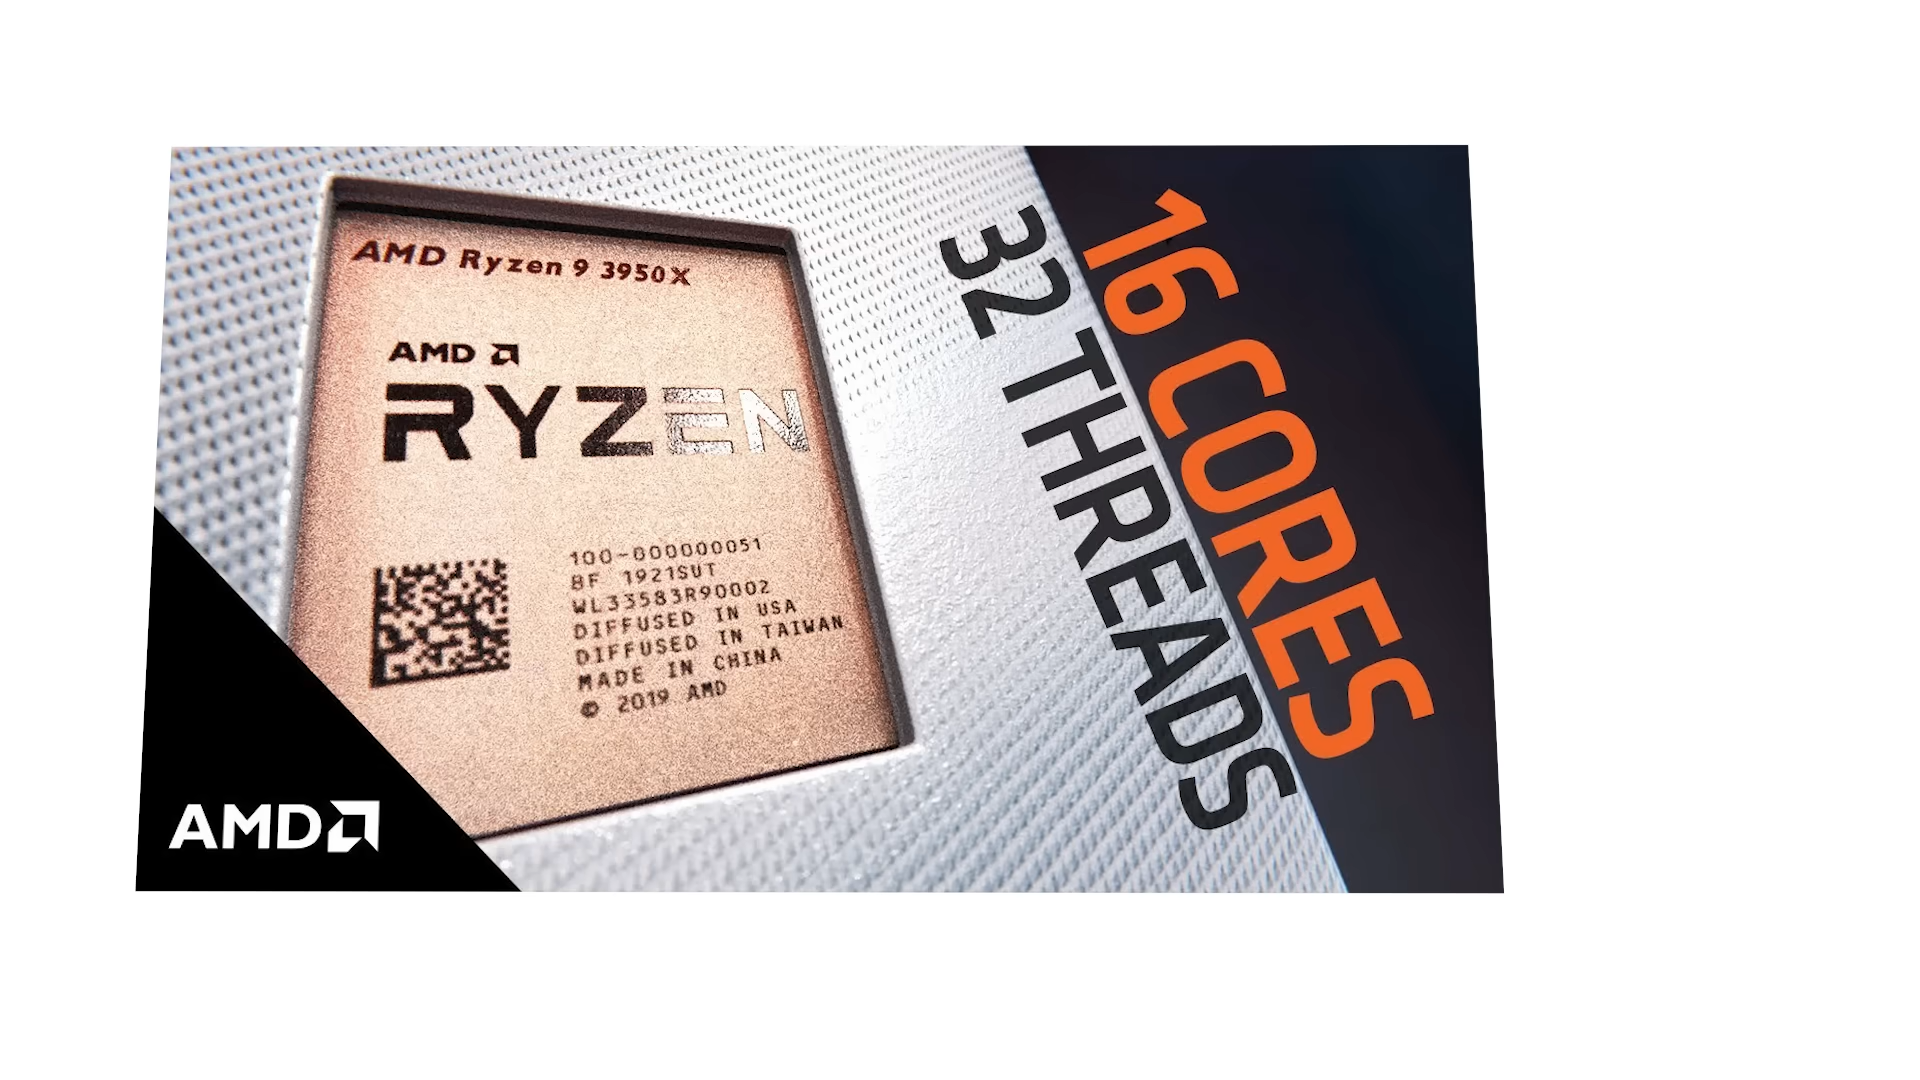 AMD Ryzen 9 3950X
AMD
RYZEN
100-000000051
BF 1921SUT
WL33583R90002
DIFFUSED IN USA
DIFFUSED IN TAIWAN
MADE IN CHINA
© 2019 AMD
16 CORES
32 THREADS
AMD